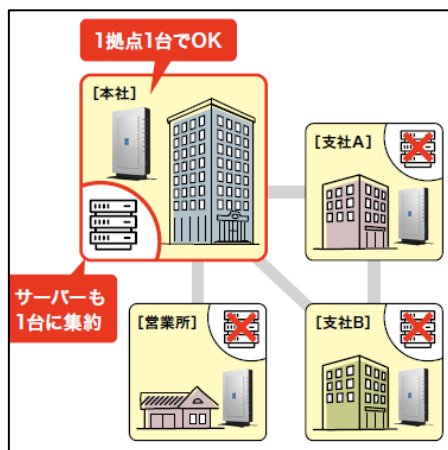 1拠点1台でOK
[本社]
[支社A]
サーバーも
1台に集約
[営業所]
[支社B]